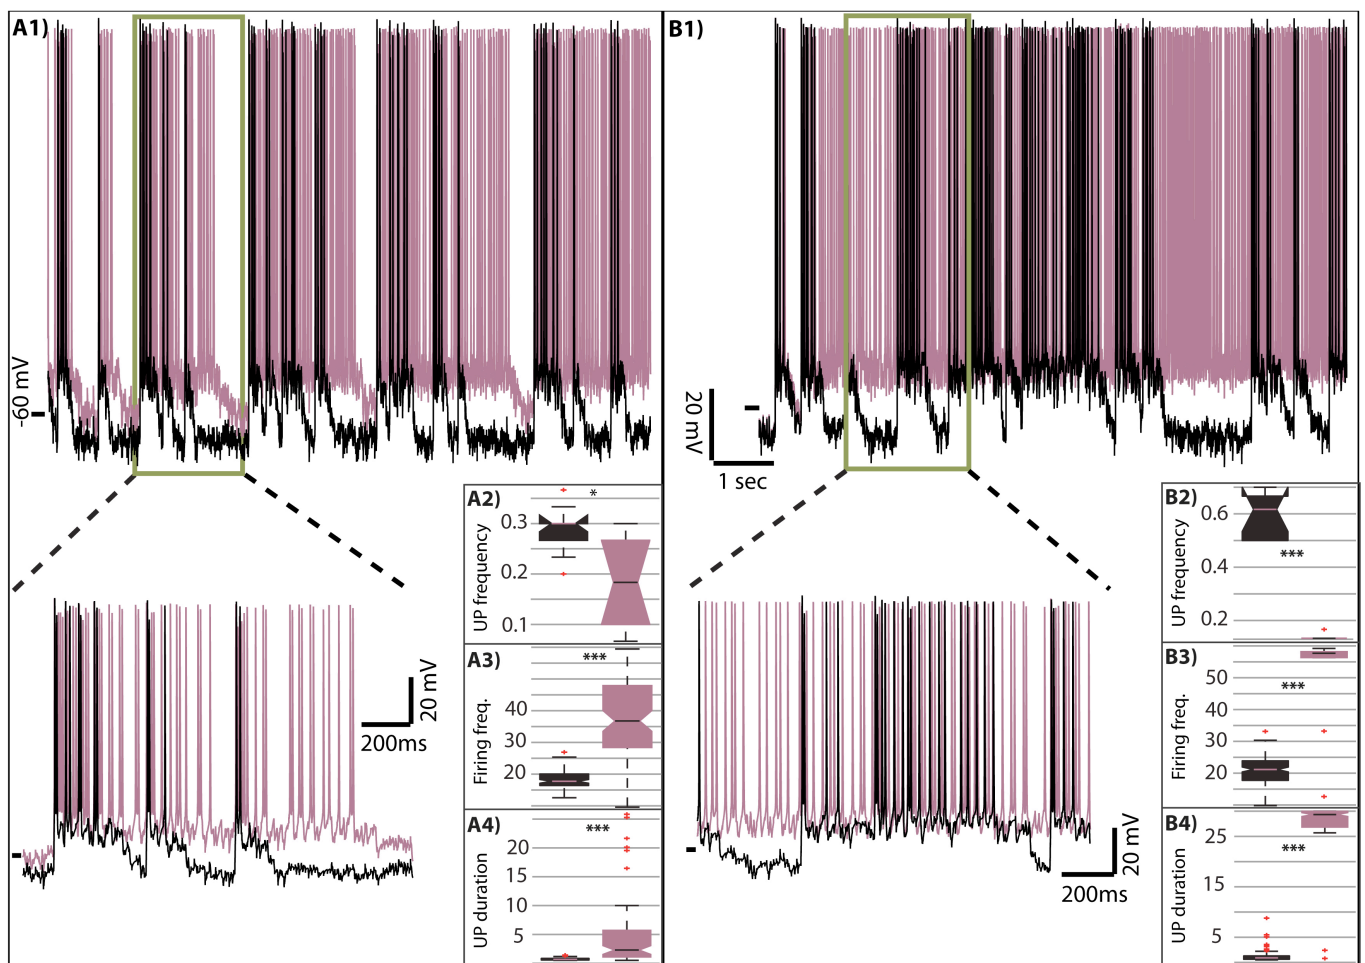 A1)
B1)
-60 mV
20 mV
1 sec
20 mV
200ms
A2)
UP frequency
0.3
0.2
0.1
*
A3)
Firing freq.
40
30
20
***
A4)
UP duration
20
15
10
5
***
B2)
UP frequency
0.6
0.4
0.2
***
B3)
Firing freq.
50
40
30
20
***
B4)
UP duration
25
15
5
***
20 mV
200ms